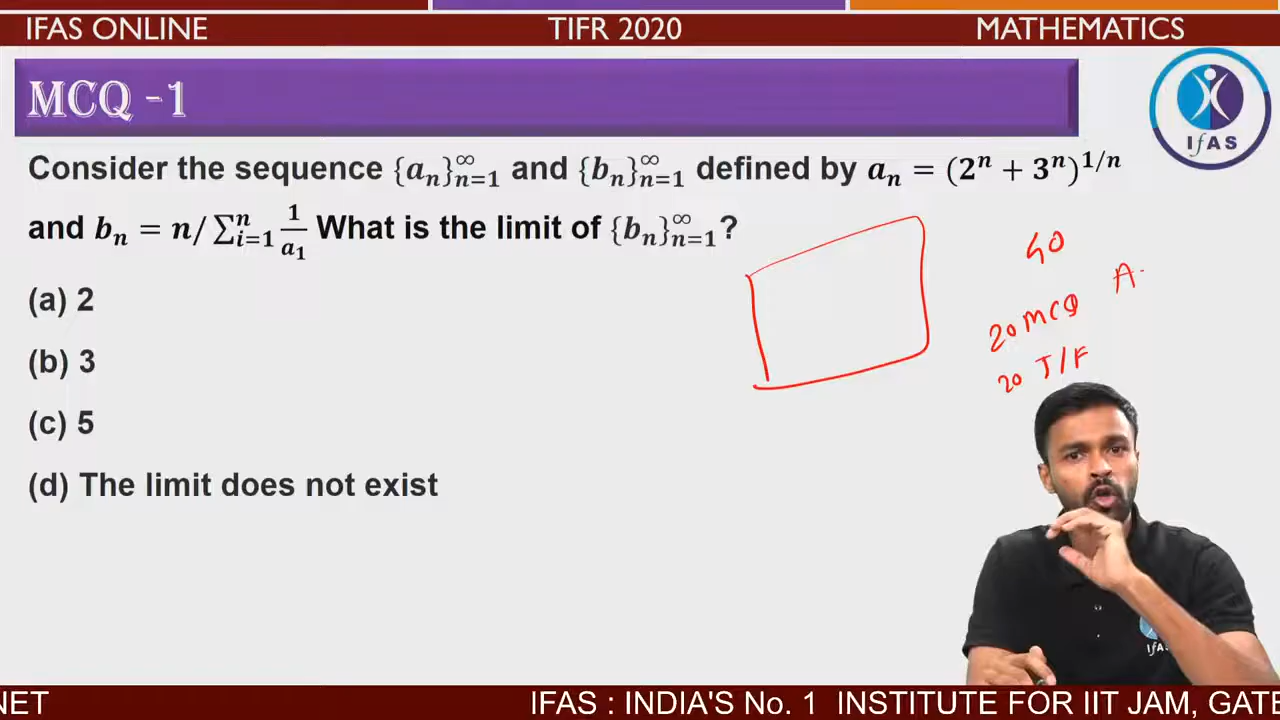 IFAS ONLINE TIFR 2020 MATHEMATICS
MCQ -1
IfAS
Consider the sequence {aₙ}ₙ₌₁^∞ and {bₙ}ₙ₌₁^∞ defined by aₙ = (2ⁿ + 3ⁿ)^{1/n}
and bₙ = n/ ∑ᵢ₌₁ⁿ 1/a₁ What is the limit of {bₙ}ₙ₌₁^∞?
(a) 2
(b) 3
(c) 5
(d) The limit does not exist
40
20 MCQ A
20 T/F
IfAS
NET IFAS : INDIA'S No. 1 INSTITUTE FOR IIT JAM, GATE